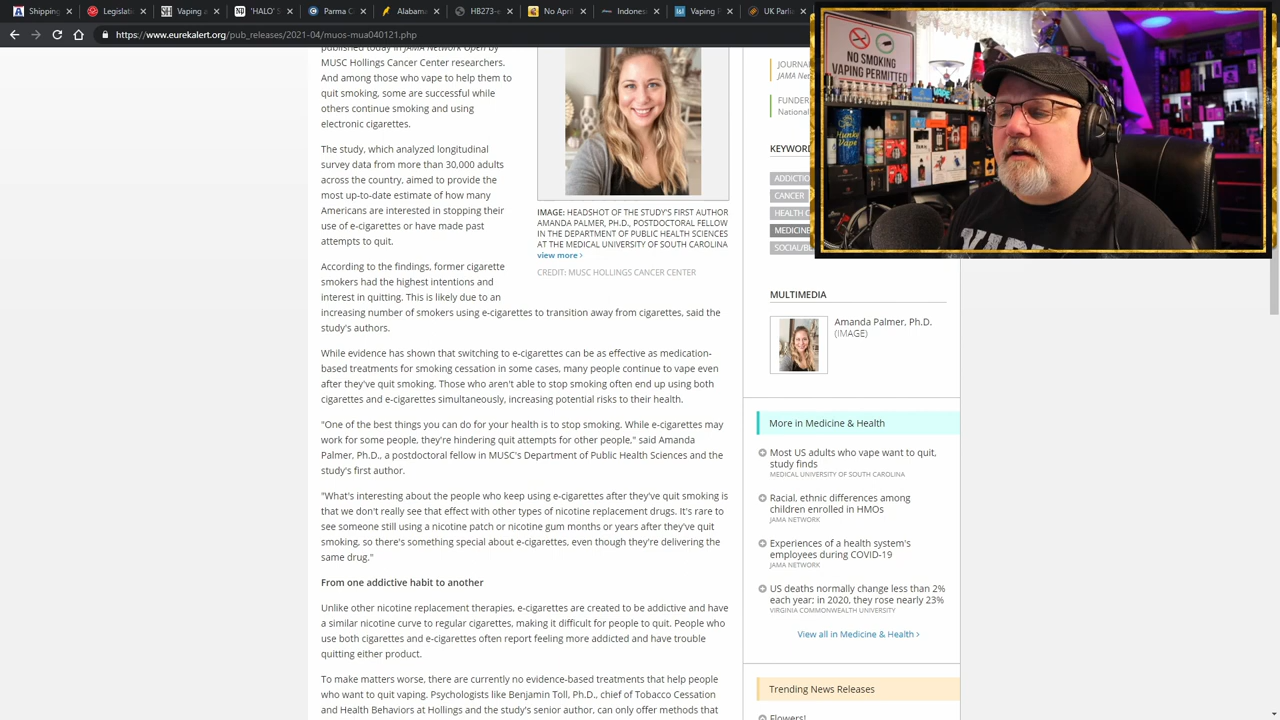 Shipping
Legislat
Vaping
HALO
Parma C
Alabama
HB273 H
No Activ
Indones
Vaping I
UK Parli
https://www.eurekalert.org/pub_releases/2021-04/muos-mua040121.php
published today in JAMA Network Open by
MUSC Hollings Cancer Center researchers.
And among those who vape to help them to
quit smoking, some are successful while
others continue smoking and using
electronic cigarettes.
The study, which analyzed longitudinal
survey data from more than 30,000 adults
across the country, aimed to provide the
most up-to-date estimate of how many
Americans are interested in stopping their
use of e-cigarettes or have made past
attempts to quit.
According to the findings, former cigarette
smokers had the highest intentions and
interest in quitting. This is likely due to an
increasing number of smokers using e-cigarettes to transition away from cigarettes, said the
study's authors.
While evidence has shown that switching to e-cigarettes can be as effective as medication-
based treatments for smoking cessation in some cases, many people continue to vape even
after they've quit smoking. Those who aren't able to stop smoking often end up using both
cigarettes and e-cigarettes simultaneously, increasing potential risks to their health.
"One of the best things you can do for your health is to stop smoking. While e-cigarettes may
work for some people, they're hindering quit attempts for other people," said Amanda
Palmer, Ph.D., a postdoctoral fellow in MUSC's Department of Public Health Sciences and the
study's first author.
"What's interesting about the people who keep using e-cigarettes after they've quit smoking is
that we don't really see that effect with other types of nicotine replacement drugs. It's rare to
see someone still using a nicotine patch or nicotine gum months or years after they've quit
smoking, so there's something special about e-cigarettes, even though they're delivering the
same drug."
From one addictive habit to another
Unlike other nicotine replacement therapies, e-cigarettes are created to be addictive and have
a similar nicotine curve to regular cigarettes, making it difficult for people to quit. People who
use both cigarettes and e-cigarettes often report feeling more addicted and have trouble
quitting either product.
To make matters worse, there are currently no evidence-based treatments that help people
who want to quit vaping. Psychologists like Benjamin Toll, Ph.D., chief of Tobacco Cessation
and Health Behaviors at Hollings and the study's senior author, can only offer methods that
IMAGE: HEADSHOT OF THE STUDY'S FIRST AUTHOR
AMANDA PALMER, PH.D., POSTDOCTORAL FELLOW
IN THE DEPARTMENT OF PUBLIC HEALTH SCIENCES
AT THE MEDICAL UNIVERSITY OF SOUTH CAROLINA
view more >
CREDIT: MUSC HOLLINGS CANCER CENTER
JOURNA
JAMA Net
FUNDER
National
KEYWORD
ADDICTIO
CANCER
HEALTH C
MEDICINE
SOCIAL/BE
MULTIMEDIA
Amanda Palmer, Ph.D.
(IMAGE)
More in Medicine & Health
Most US adults who vape want to quit,
study finds
MEDICAL UNIVERSITY OF SOUTH CAROLINA
Racial, ethnic differences among
children enrolled in HMOs
JAMA NETWORK
Experiences of a health system's
employees during COVID-19
JAMA NETWORK
US deaths normally change less than 2%
each year; in 2020, they rose nearly 23%
VIRGINIA COMMONWEALTH UNIVERSITY
View all in Medicine & Health >
Trending News Releases
Flowers!
NO SMOKING
VAPING PERMITTED
Hunky
Vape